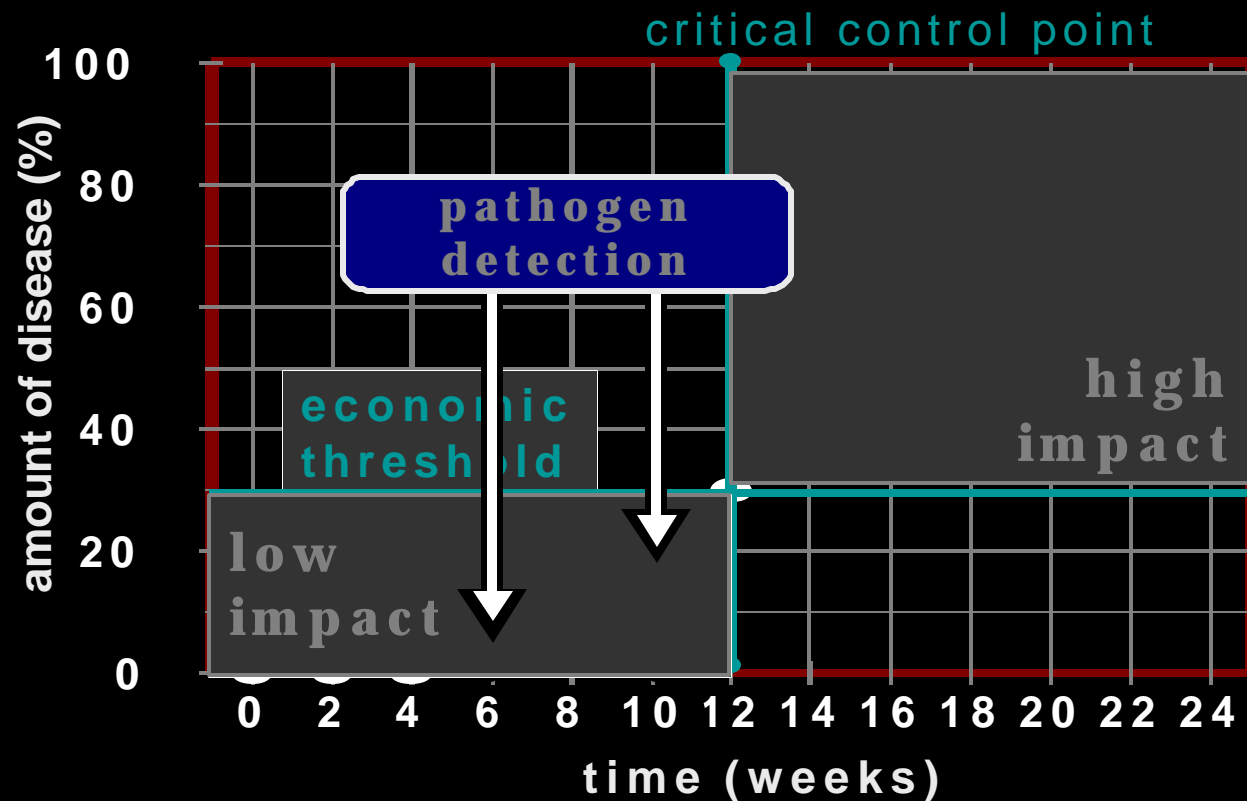 critical control point
amount of disease (%)
100
80
60
40
20
0
pathogen
detection
economic
threshold
high
impact
low
impact
0 2 4 6 8 10 12 14 16 18 20 22 24
time (weeks)